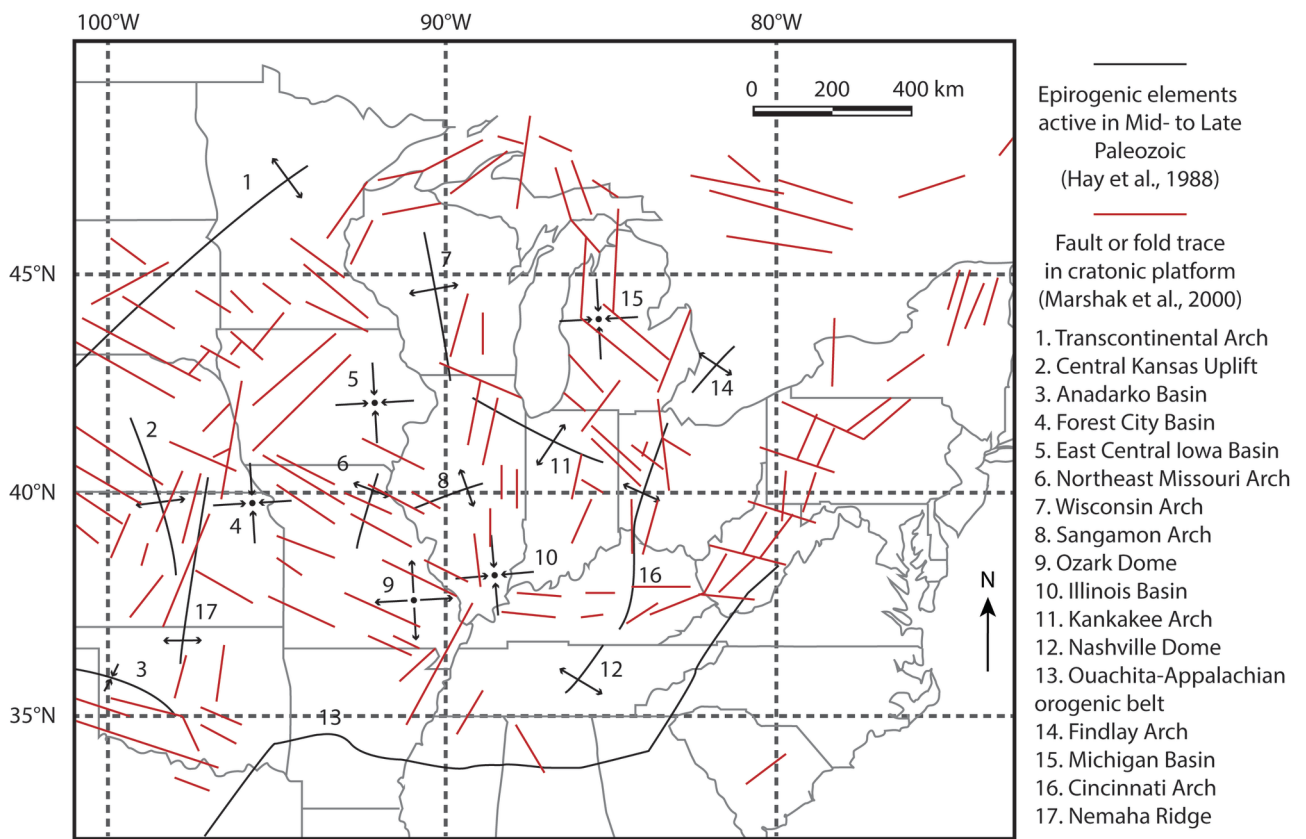 100°W 90°W 80°W
0 200 400 km
45°N
40°N
35°N
1
7
15
14
5
2
11
6
8
4
10
9
16
17
12
3
13
N
Epirogenic elements
active in Mid- to Late
Paleozoic
(Hay et al., 1988)
Fault or fold trace
in cratonic platform
(Marshak et al., 2000)
1. Transcontinental Arch
2. Central Kansas Uplift
3. Anadarko Basin
4. Forest City Basin
5. East Central Iowa Basin
6. Northeast Missouri Arch
7. Wisconsin Arch
8. Sangamon Arch
9. Ozark Dome
10. Illinois Basin
11. Kankakee Arch
12. Nashville Dome
13. Ouachita-Appalachian
orogenic belt
14. Findlay Arch
15. Michigan Basin
16. Cincinnati Arch
17. Nemaha Ridge